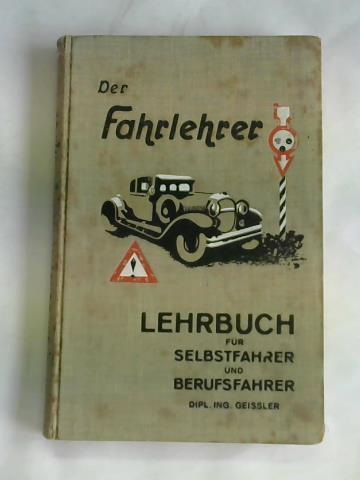 Der
Fahrlehrer
LEHRBUCH
FÜR
SELBSTFAHRER
UND
BERUFSFAHRER
DIPL. ING. GEISSLER